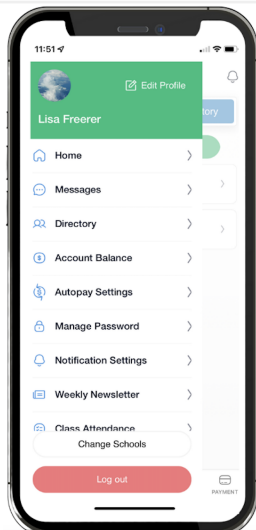 11:51
Edit Profile
Lisa Freerer
tory
Home
Messages
Directory
Account Balance
Autopay Settings
Manage Password
Notification Settings
Weekly Newsletter
Class Attendance
Change Schools
Log out
PAYMENT